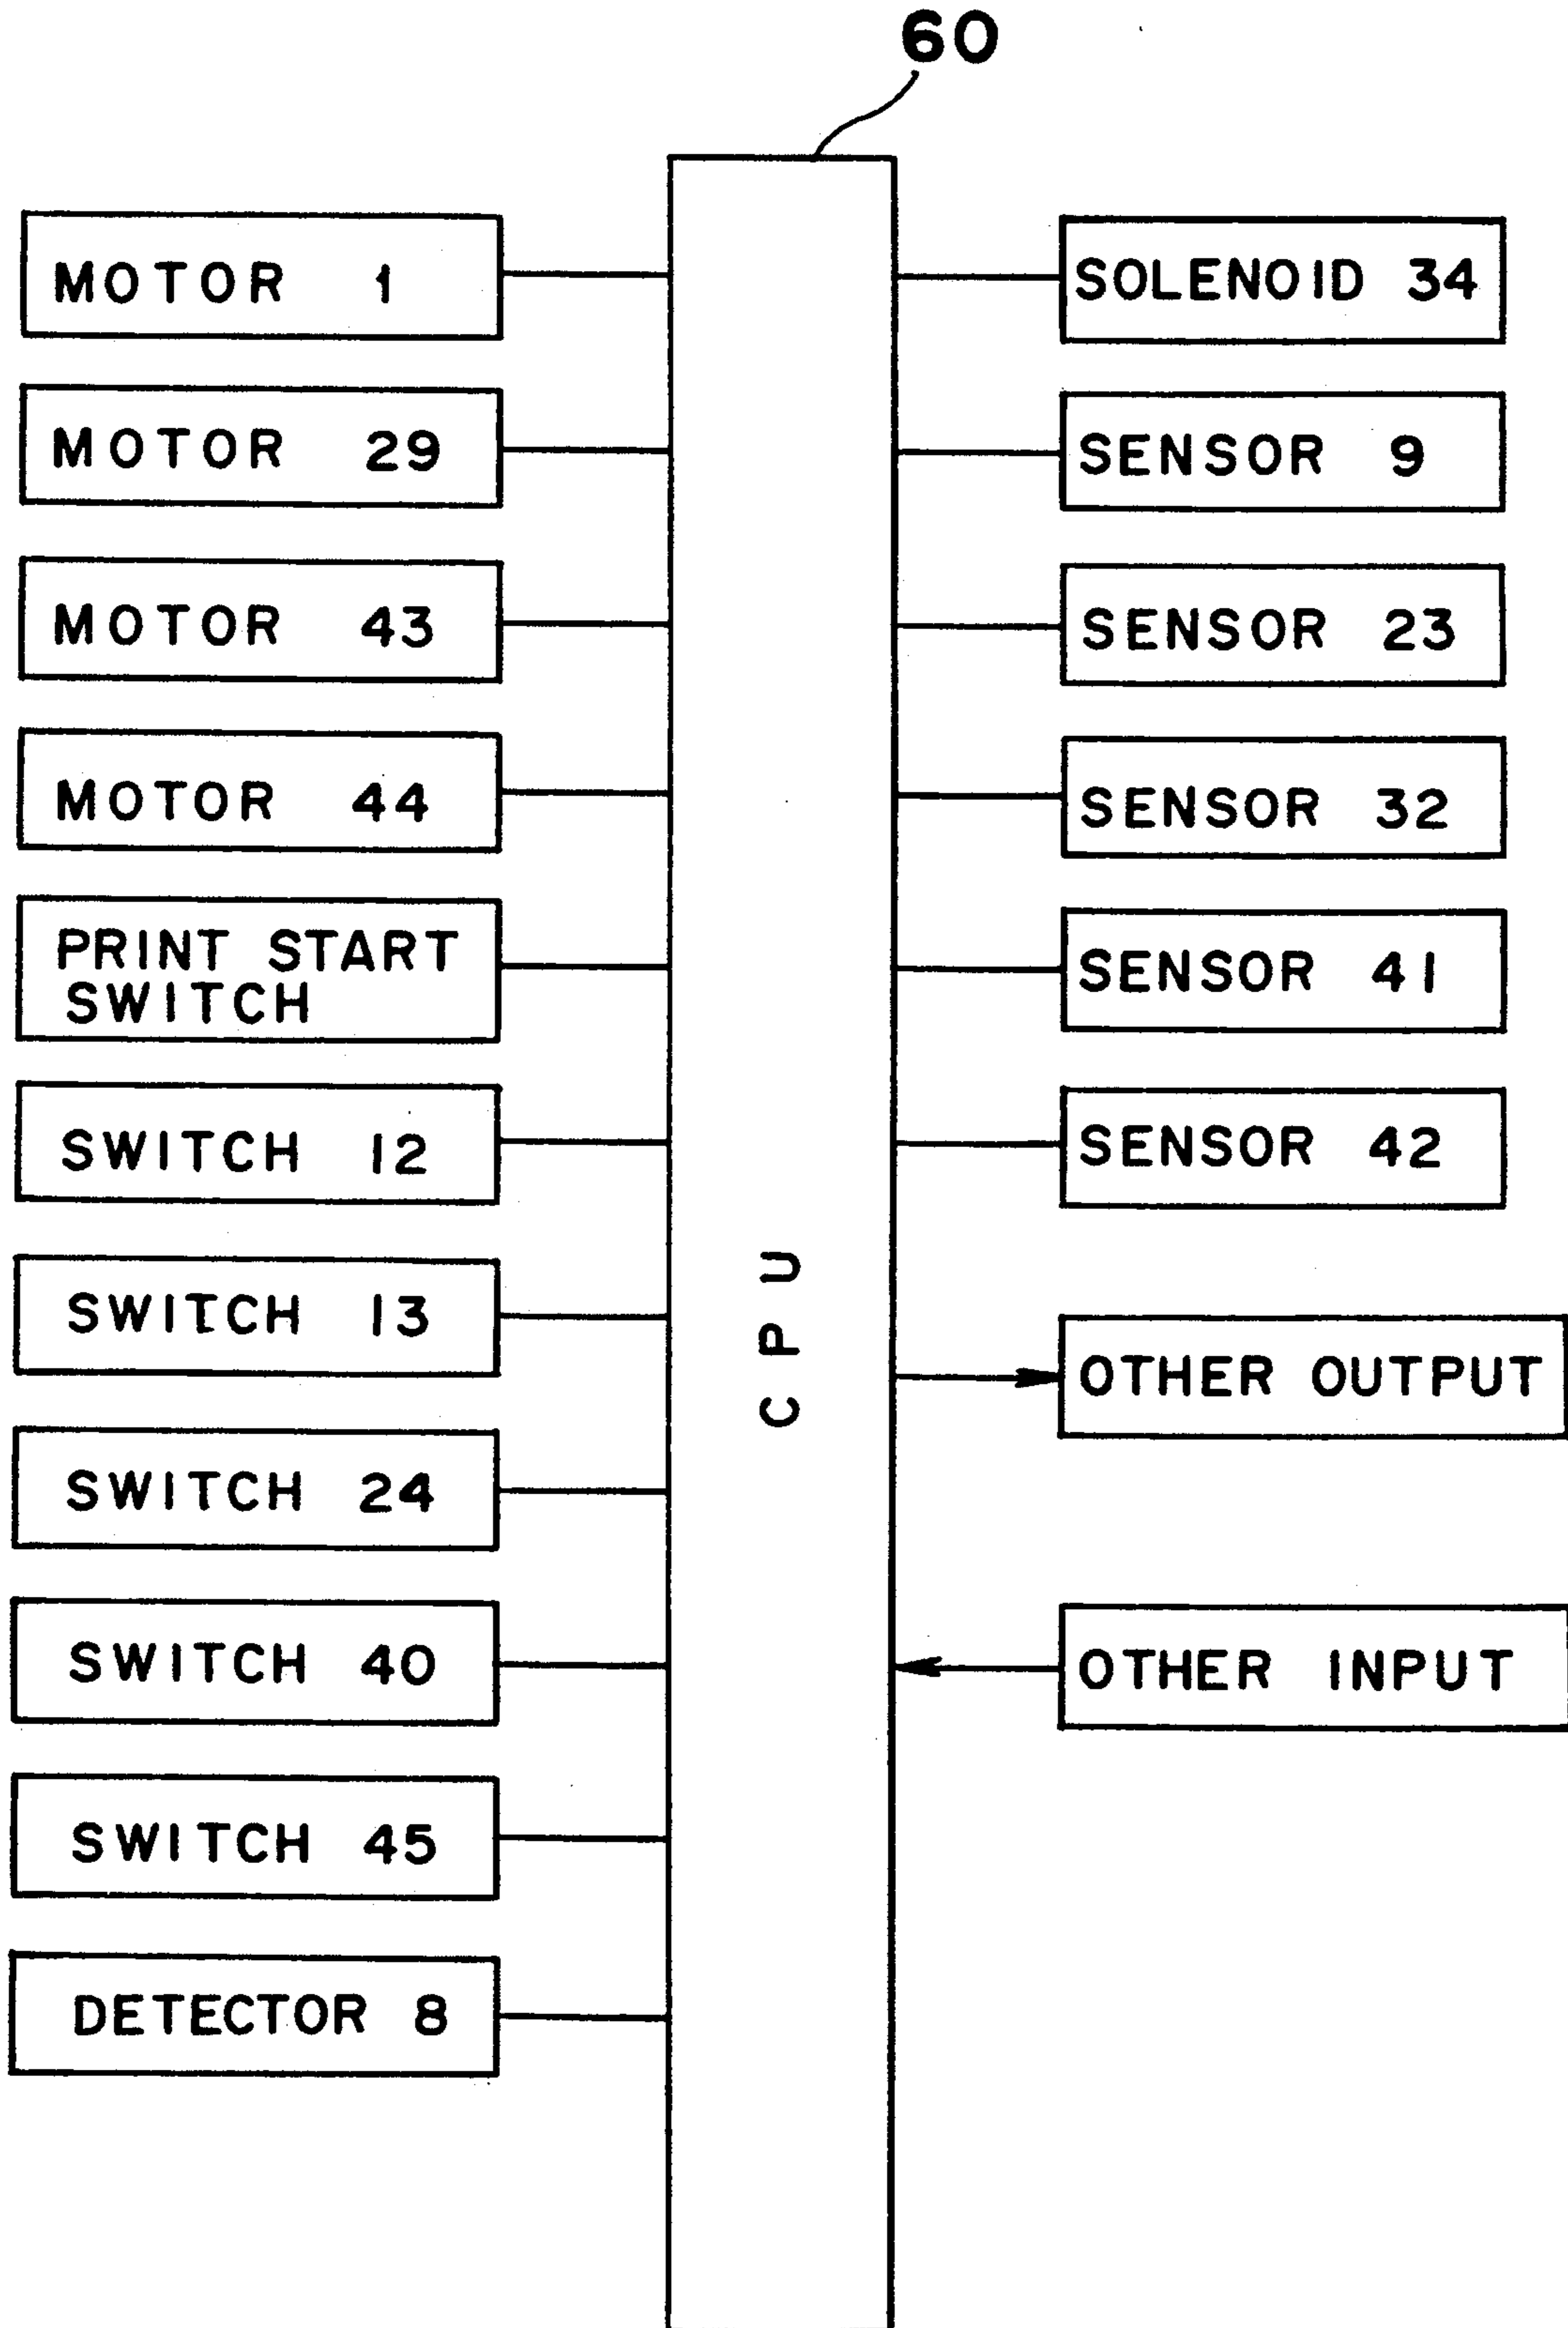 60
MOTOR 1
MOTOR 29
MOTOR 43
MOTOR 44
PRINT START
SWITCH
SWITCH 12
SWITCH 13
SWITCH 24
SWITCH 40
SWITCH 45
DETECTOR 8
CPU
SOLENOID 34
SENSOR 9
SENSOR 23
SENSOR 32
SENSOR 41
SENSOR 42
OTHER OUTPUT
OTHER INPUT